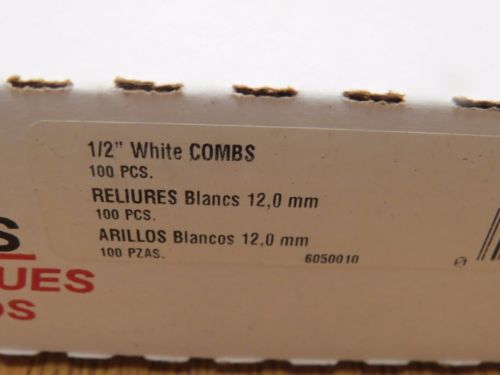 1/2" White COMBS
100 PCS.
RELIURES Blancs 12,0 mm
100 PCS.
ARILLOS Blancos 12,0 mm
100 PZAS. 6050010